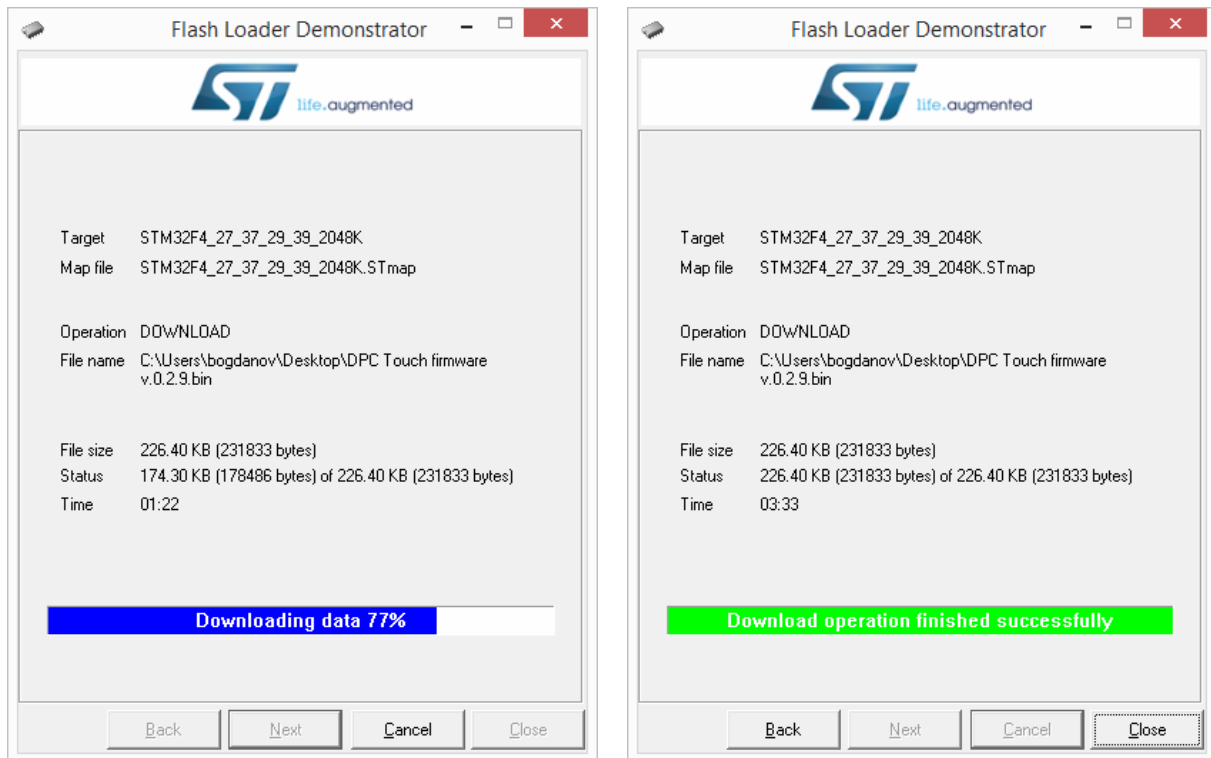 Flash Loader Demonstrator
ST life.augmented
Target STM32F4_27_37_29_39_2048K
Map file STM32F4_27_37_29_39_2048K.STmap
Operation DOWNLOAD
File name C:\Users\bogdanov\Desktop\DPC Touch firmware
v.0.2.9.bin
File size 226.40 KB (231833 bytes)
Status 174.30 KB (178486 bytes) of 226.40 KB (231833 bytes)
Time 01:22
Downloading data 77%
Back Next Cancel Close
Flash Loader Demonstrator
ST life.augmented
Target STM32F4_27_37_29_39_2048K
Map file STM32F4_27_37_29_39_2048K.STmap
Operation DOWNLOAD
File name C:\Users\bogdanov\Desktop\DPC Touch firmware
v.0.2.9.bin
File size 226.40 KB (231833 bytes)
Status 226.40 KB (231833 bytes) of 226.40 KB (231833 bytes)
Time 03:33
Download operation finished successfully
Back Next Cancel Close